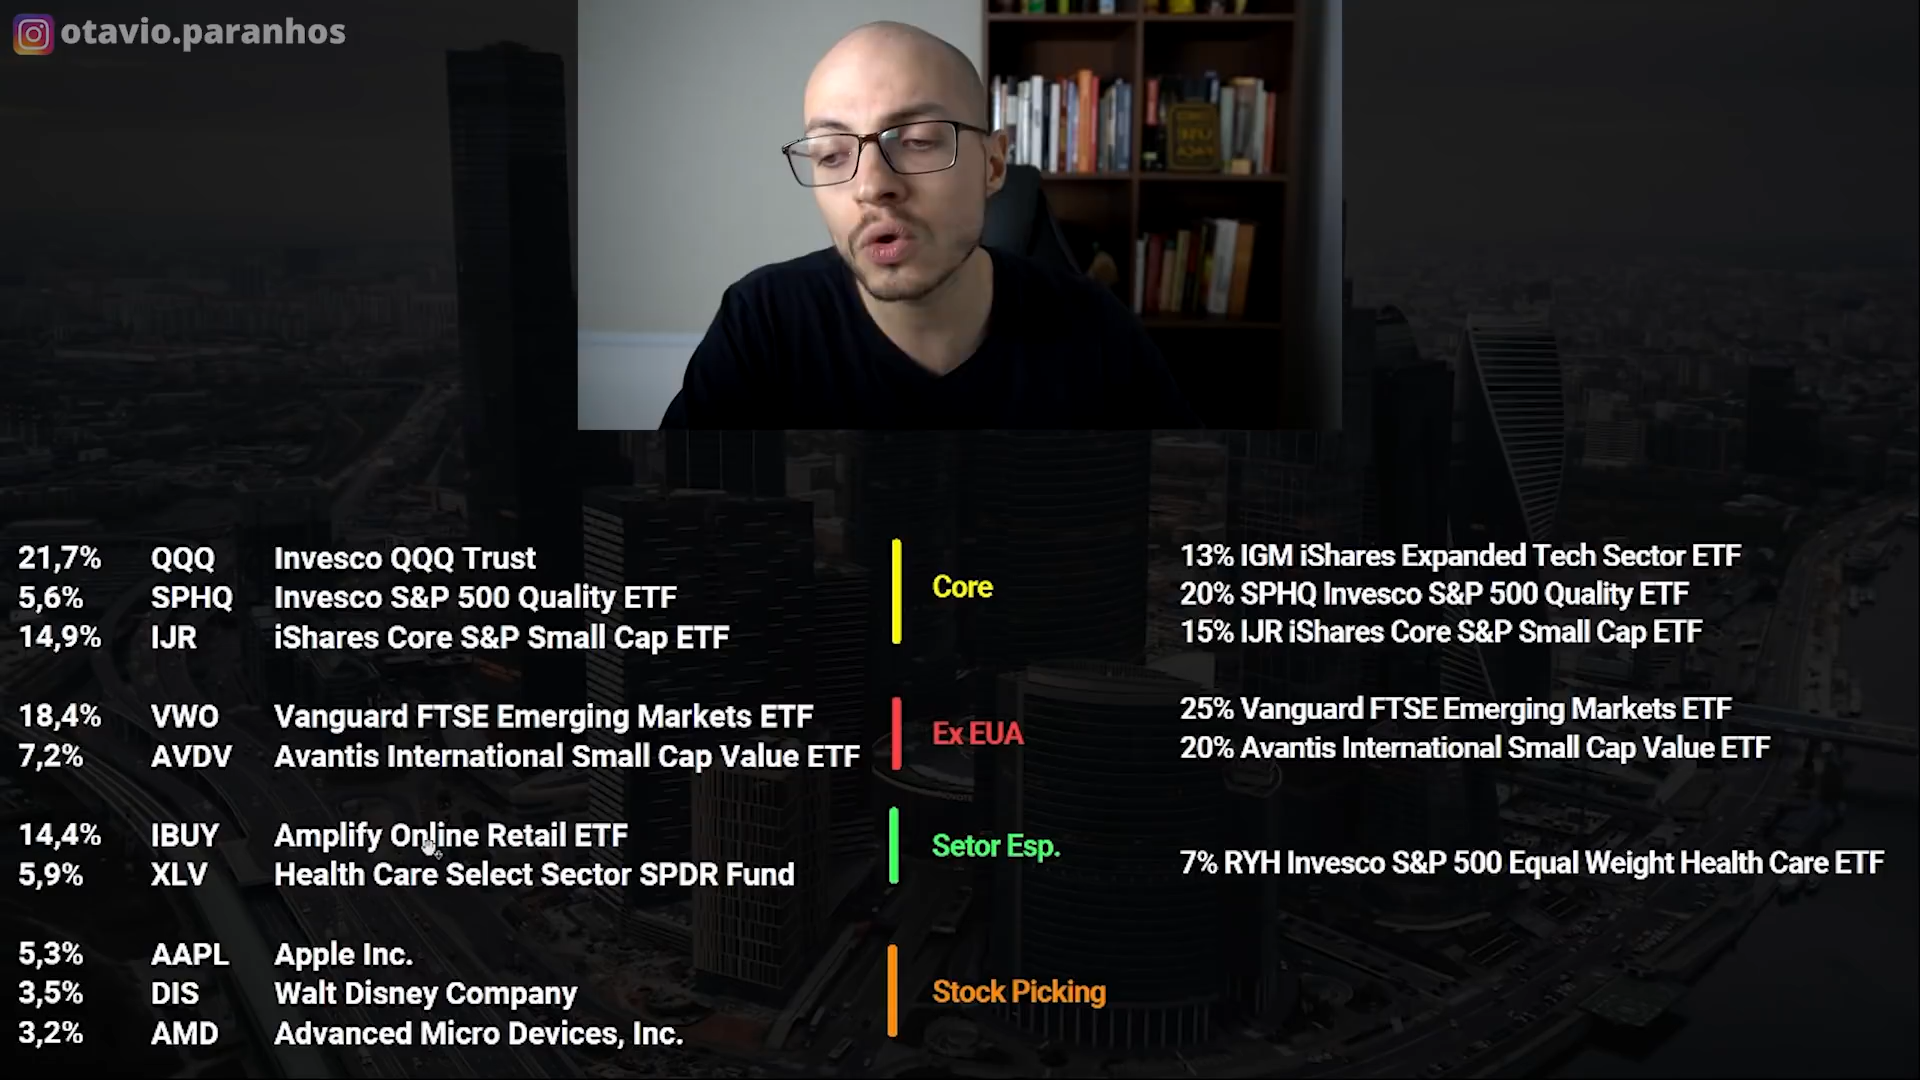 otavio.paranhos
21,7% QQQ Invesco QQQ Trust
5,6% SPHQ Invesco S&P 500 Quality ETF
14,9% IJR iShares Core S&P Small Cap ETF
Core
13% IGM iShares Expanded Tech Sector ETF
20% SPHQ Invesco S&P 500 Quality ETF
15% IJR iShares Core S&P Small Cap ETF
18,4% VWO Vanguard FTSE Emerging Markets ETF
7,2% AVDV Avantis International Small Cap Value ETF
Ex EUA
25% Vanguard FTSE Emerging Markets ETF
20% Avantis International Small Cap Value ETF
14,4% IBUY Amplify Online Retail ETF
5,9% XLV Health Care Select Sector SPDR Fund
Setor Esp.
7% RYH Invesco S&P 500 Equal Weight Health Care ETF
5,3% AAPL Apple Inc.
3,5% DIS Walt Disney Company
3,2% AMD Advanced Micro Devices, Inc.
Stock Picking